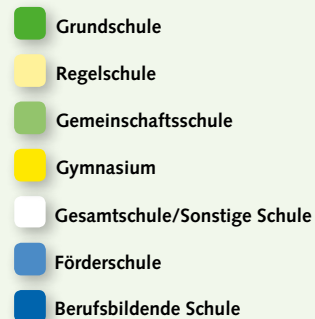 Grundschule
Regelschule
Gemeinschaftsschule
Gymnasium
Gesamtschule/Sonstige Schule
Förderschule
Berufsbildende Schule